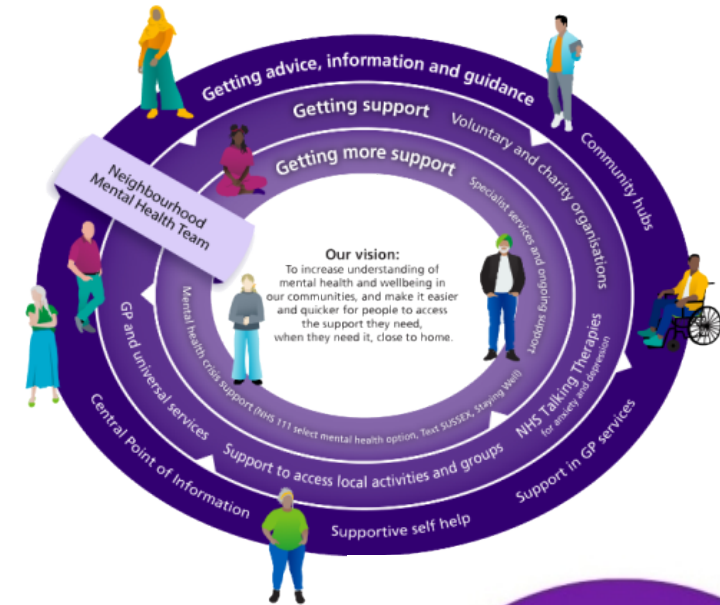 Getting advice, information and guidance
Community hubs
Support in GP services
Supportive self help
Central Point of Information
Getting support
Voluntary and charity organisations
NHS Talking Therapies
for anxiety and depression
Support to access local activities and groups
GP and universal services
Getting more support
Specialist services and ongoing support
Mental health crisis support (NHS 111 select mental health option, Text SUSSEX, Staying Well)
Neighbourhood
Mental Health Team
Our vision:
To increase understanding of
mental health and wellbeing in
our communities, and make it easier
and quicker for people to access
the support they need,
when they need it, close to home.